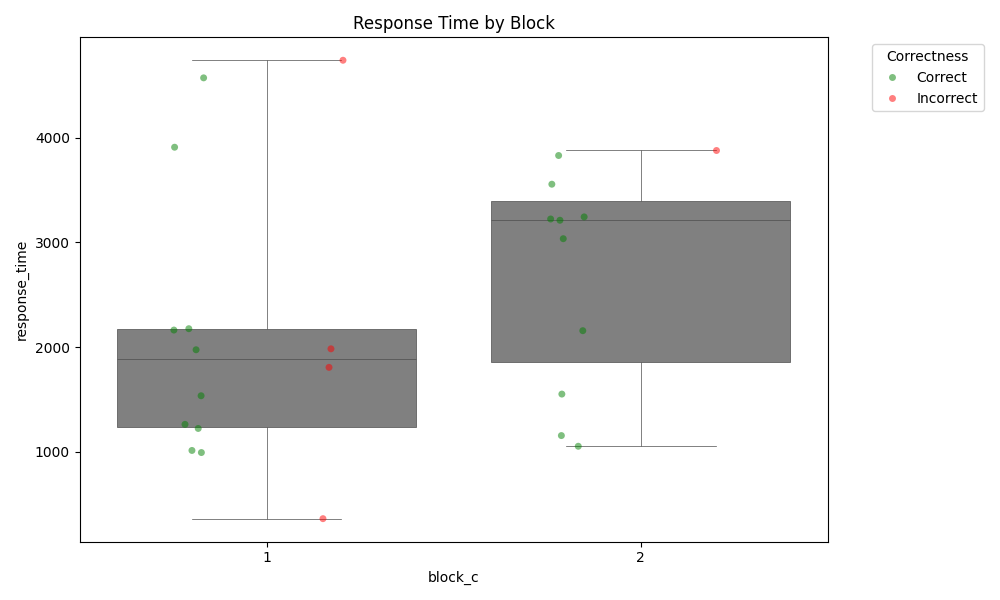 Response Time by Block
Correctness
Correct
Incorrect
4000
3000
2000
1000
response_time
1
2
block_c